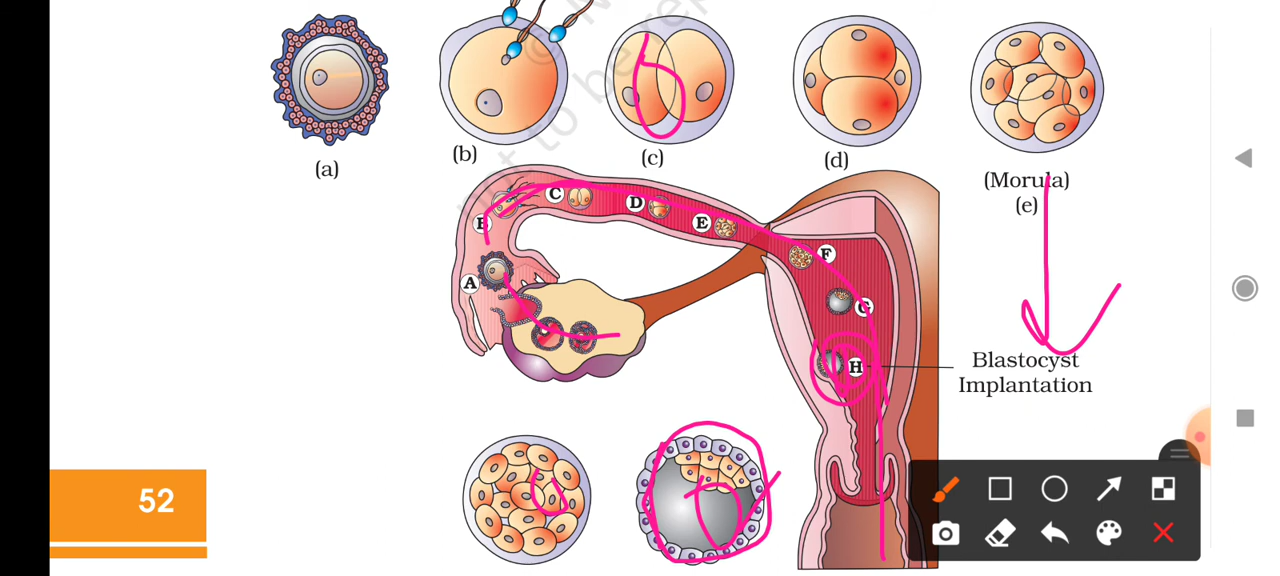 (a)
(b)
(c)
(d)
(Morula)
(e)
A
B
C
D
E
F
G
H
Blastocyst
Implantation
52